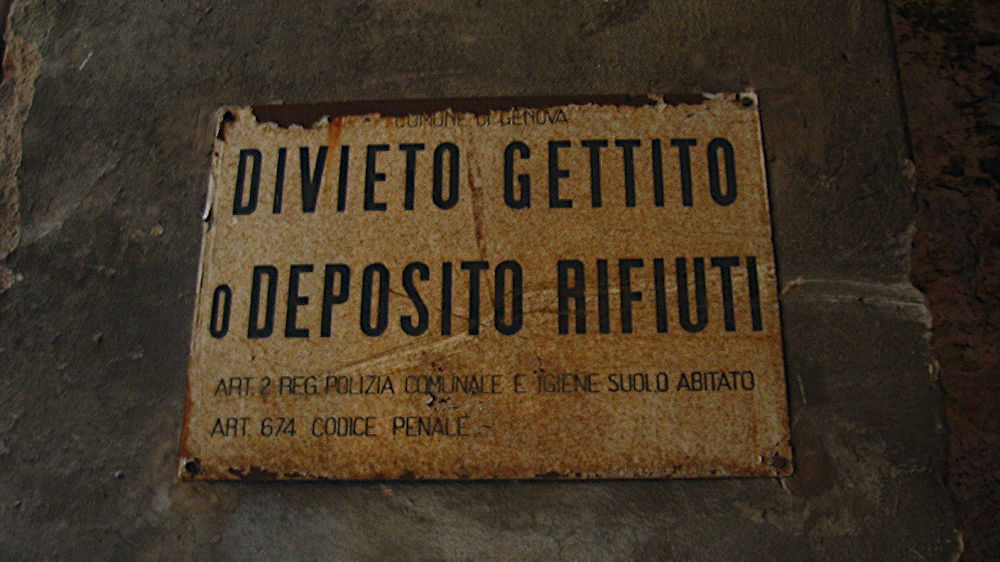 COMUNE DI GENOVA
DIVIETO GETTITO
O DEPOSITO RIFIUTI
ART. 2 REG. POLIZIA COMUNALE E IGIENE SUOLO ABITATO
ART. 674 CODICE PENALE